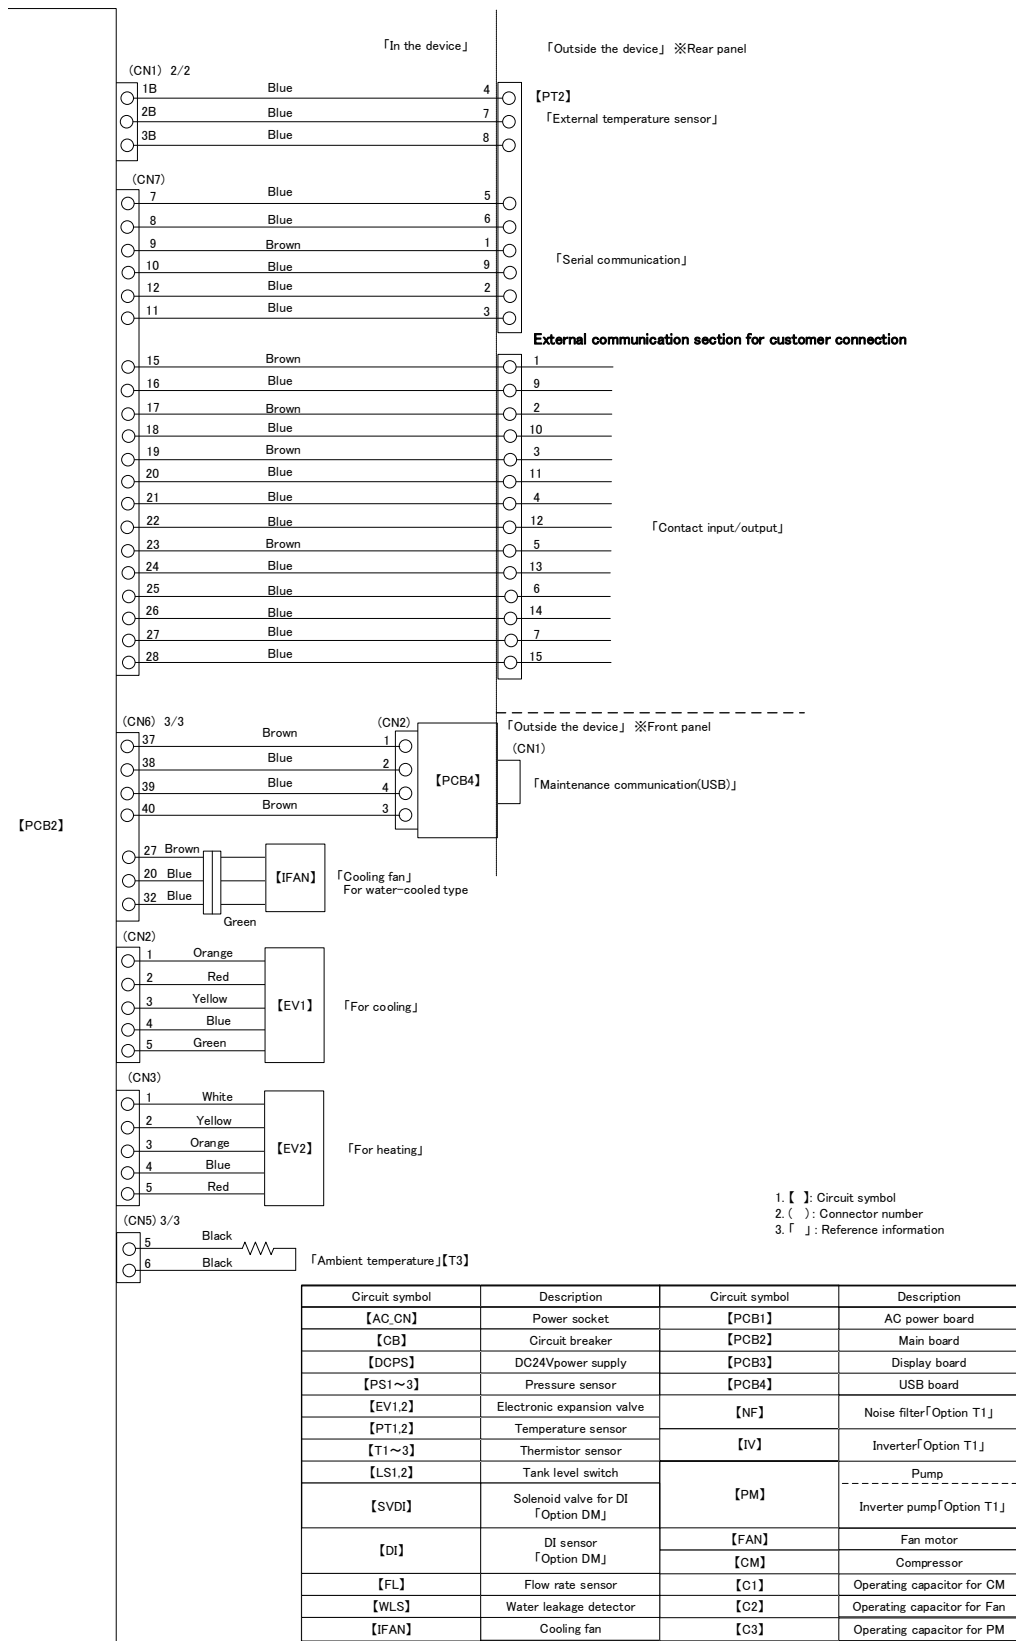 「In the device」 「Outside the device」 ※Rear panel
(CN1) 2/2
1B Blue 4 【PT2】
2B Blue 7 「External temperature sensor」
3B Blue 8
(CN7)
7 Blue 5
8 Blue 6
9 Brown 1
「Serial communication」
10 Blue 9
12 Blue 2
11 Blue 3
External communication section for customer connection
15 Brown 1
16 Blue 9
17 Brown 2
18 Blue 10
19 Brown 3
20 Blue 11
21 Blue 4
22 Blue 12 「Contact input/output」
23 Brown 5
24 Blue 13
25 Blue 6
26 Blue 14
27 Blue 7
28 Blue 15
(CN6) 3/3 (CN2) 「Outside the device」 ※Front panel
37 Brown 1 (CN1)
38 Blue 2
【PCB4】 「Maintenance communication(USB)」
39 Blue 4
40 Brown 3
【PCB2】
27 Brown
20 Blue 【IFAN】 「Cooling fan」
For water-cooled type
32 Blue
Green
(CN2)
1 Orange
2 Red
3 Yellow 【EV1】 「For cooling」
4 Blue
5 Green
(CN3)
1 White
2 Yellow
3 Orange 【EV2】 「For heating」
4 Blue
5 Red
1.【 】: Circuit symbol
2.( ): Connector number
3.「 」: Reference information
(CN5) 3/3
5 Black
6 Black 「Ambient temperature」【T3】
Circuit symbol Description Circuit symbol Description
【AC_CN】 Power socket 【PCB1】 AC power board
【CB】 Circuit breaker 【PCB2】 Main board
【DCPS】 DC24Vpower supply 【PCB3】 Display board
【PS1～3】 Pressure sensor 【PCB4】 USB board
【EV1,2】 Electronic expansion valve 【NF】 Noise filter「Option T1」
【PT1,2】 Temperature sensor
【T1～3】 Thermistor sensor 【IV】 Inverter「Option T1」
【LS1,2】 Tank level switch 【PM】 Pump
【SVDI】 Solenoid valve for DI
「Option DM」 Inverter pump「Option T1」
【DI】 DI sensor
「Option DM」 【FAN】 Fan motor
【CM】 Compressor
【FL】 Flow rate sensor 【C1】 Operating capacitor for CM
【WLS】 Water leakage detector 【C2】 Operating capacitor for Fan
【IFAN】 Cooling fan 【C3】 Operating capacitor for PM